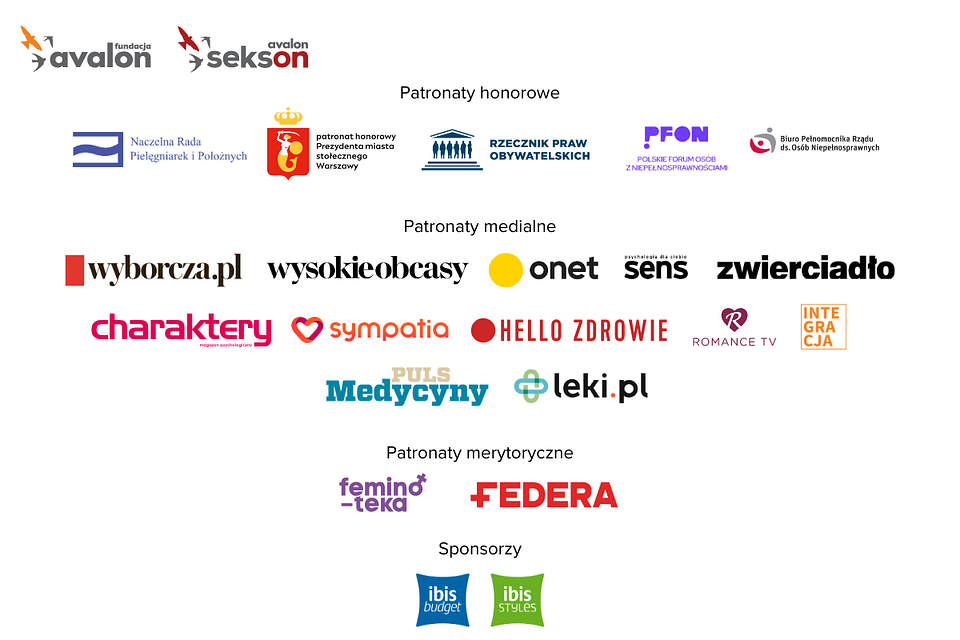 fundacja
avalon
avalon
sekson
Patronaty honorowe
Naczelna Rada
Pielęgniarek i Położnych
patronat honorowy
Prezydenta miasta
stołecznego
Warszawy
RZECZNIK PRAW
OBYWATELSKICH
PFON
POLSKIE FORUM OSÓB
Z NIEPEŁNOSPRAWNOŚCIAMI
Biuro Pełnomocnika Rządu
ds. Osób Niepełnosprawnych
Patronaty medialne
wyborcza.pl
wysokieobcasy
onet
psychologia dla ciebie
sens
zwierciadło
charaktery
magazyn psychologiczny
sympatia
HELLO ZDROWIE
R
ROMANCE TV
INTE
GRA
CJA
PULS
Medycyny
leki.pl
Patronaty merytoryczne
femino
-teka
FEDERA
Sponsorzy
ibis
budget
ibis
STYLES